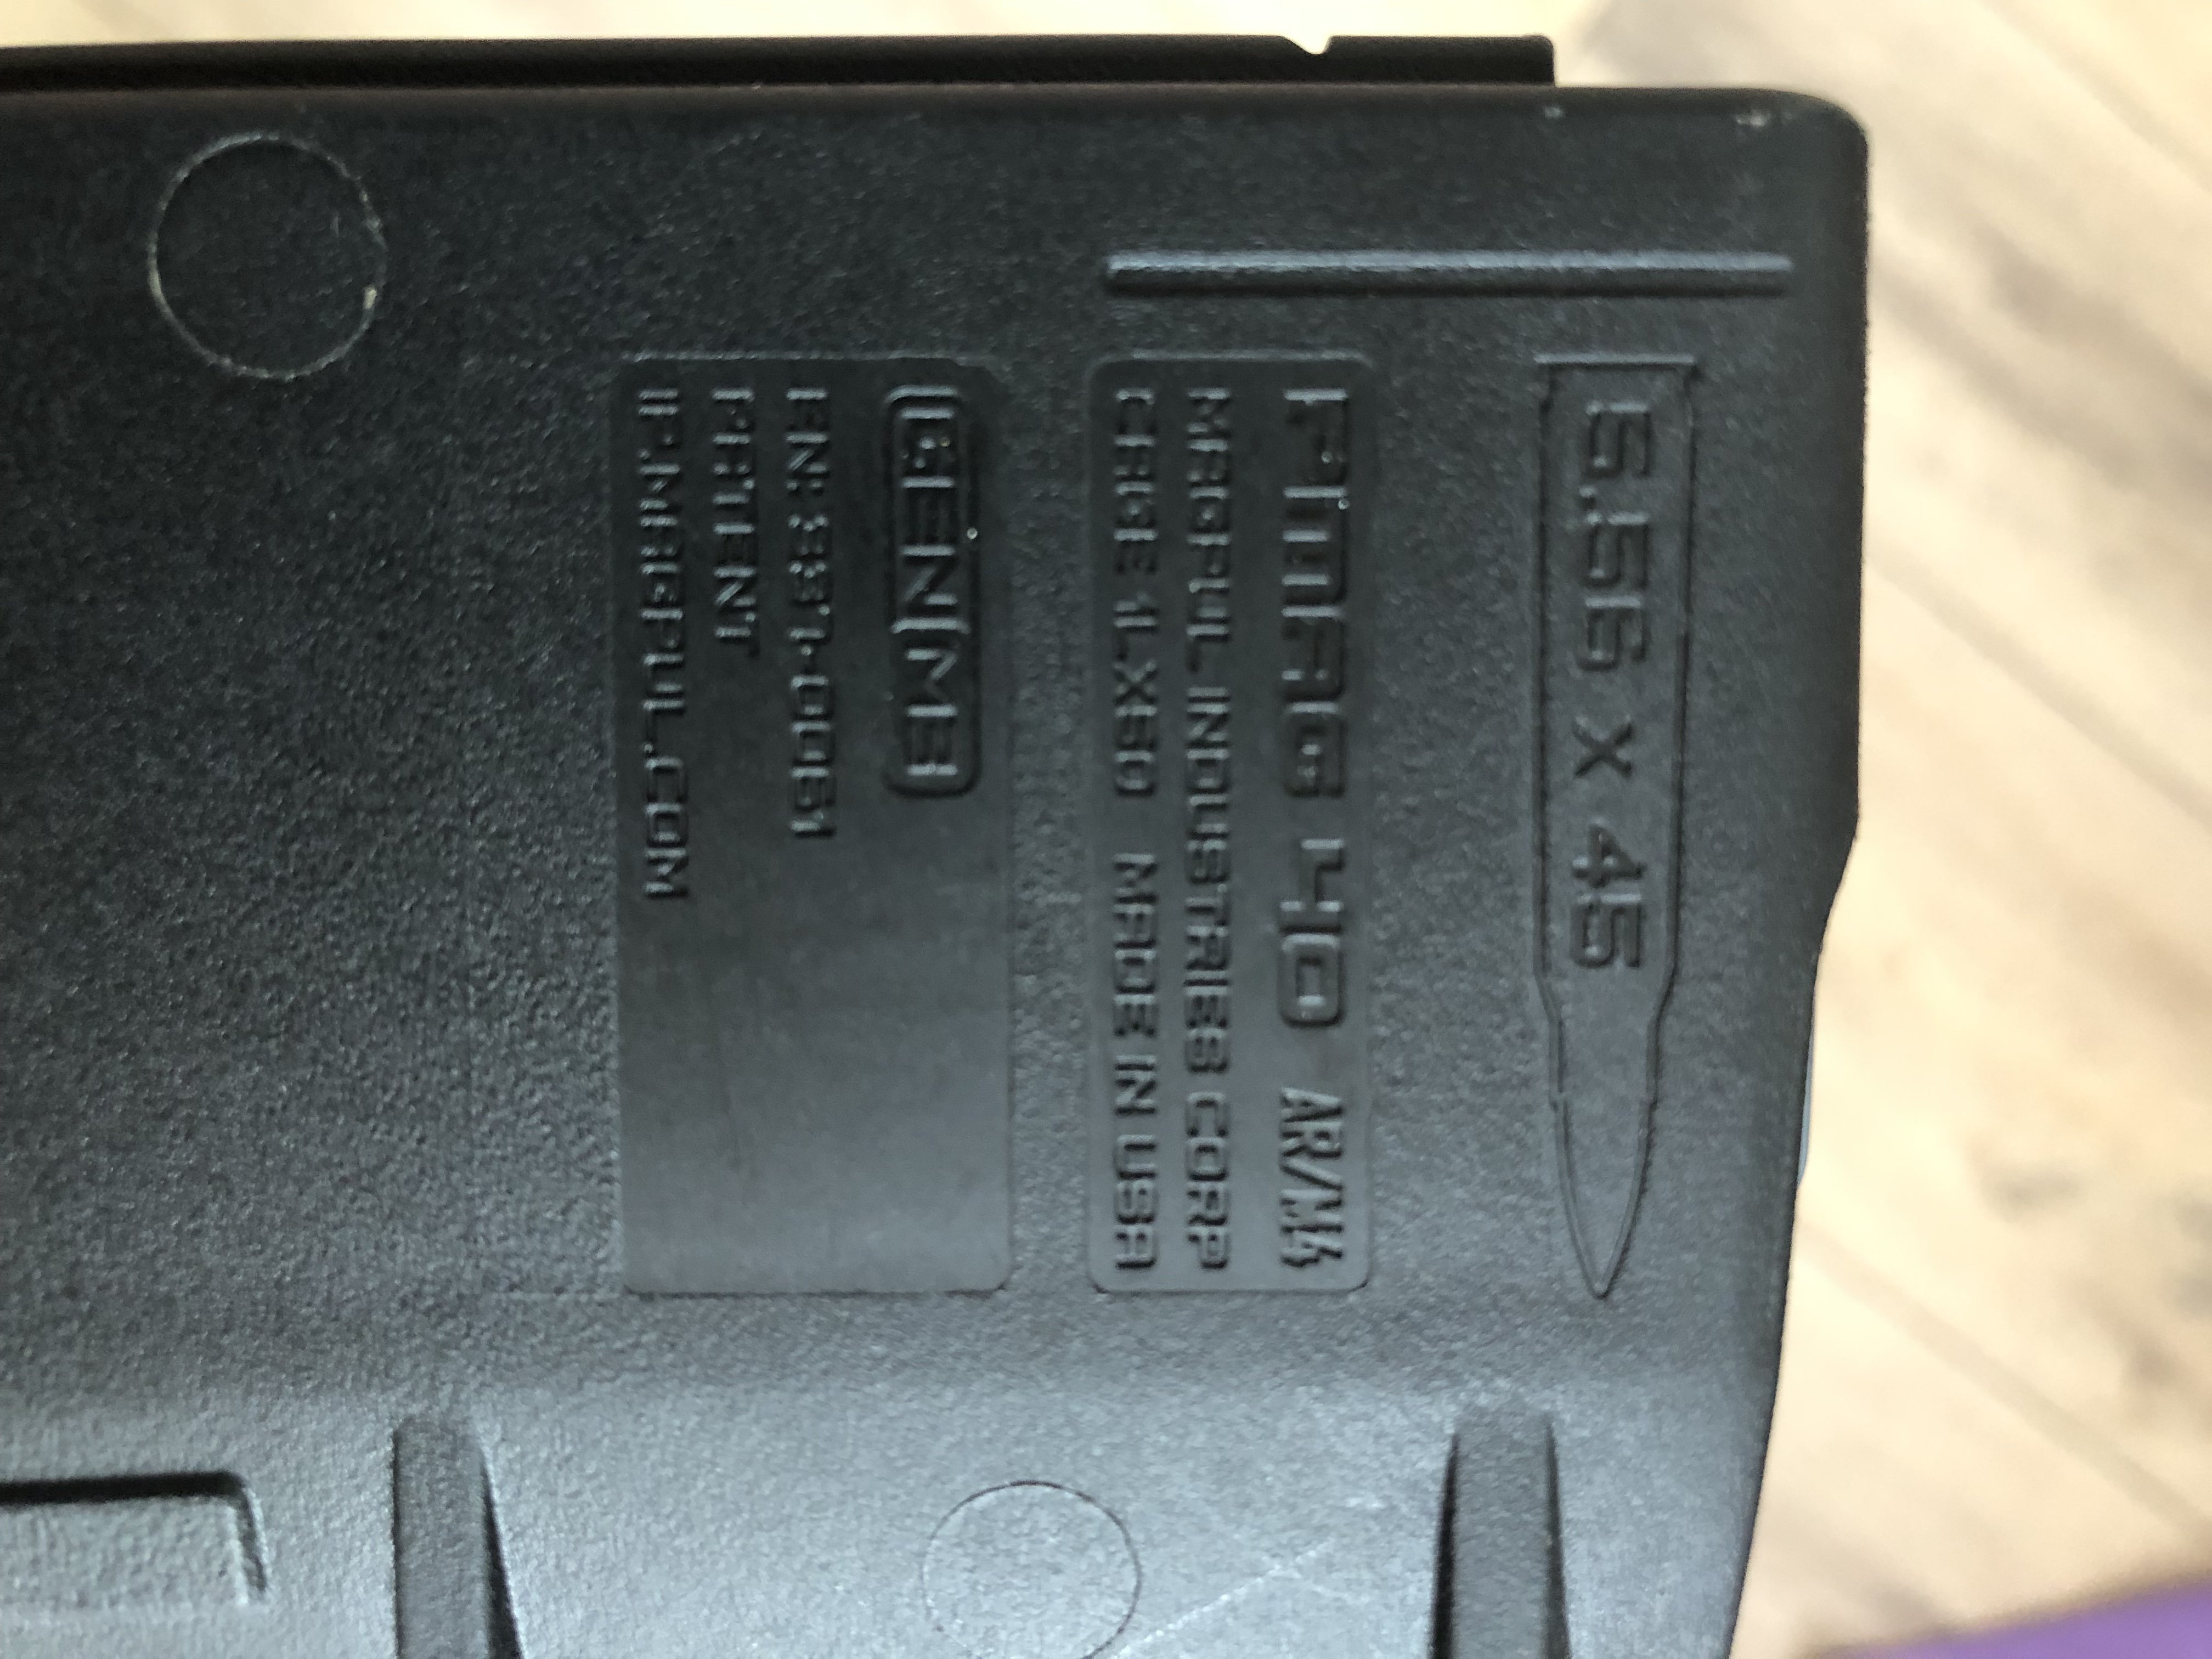 5.56 X 45
PMAG 40 AR/M4
MAGPUL INDUSTRIES CORP
CAGE 1LX50 MADE IN USA
GEN M3
PATENT
IP.MAGPUL.COM